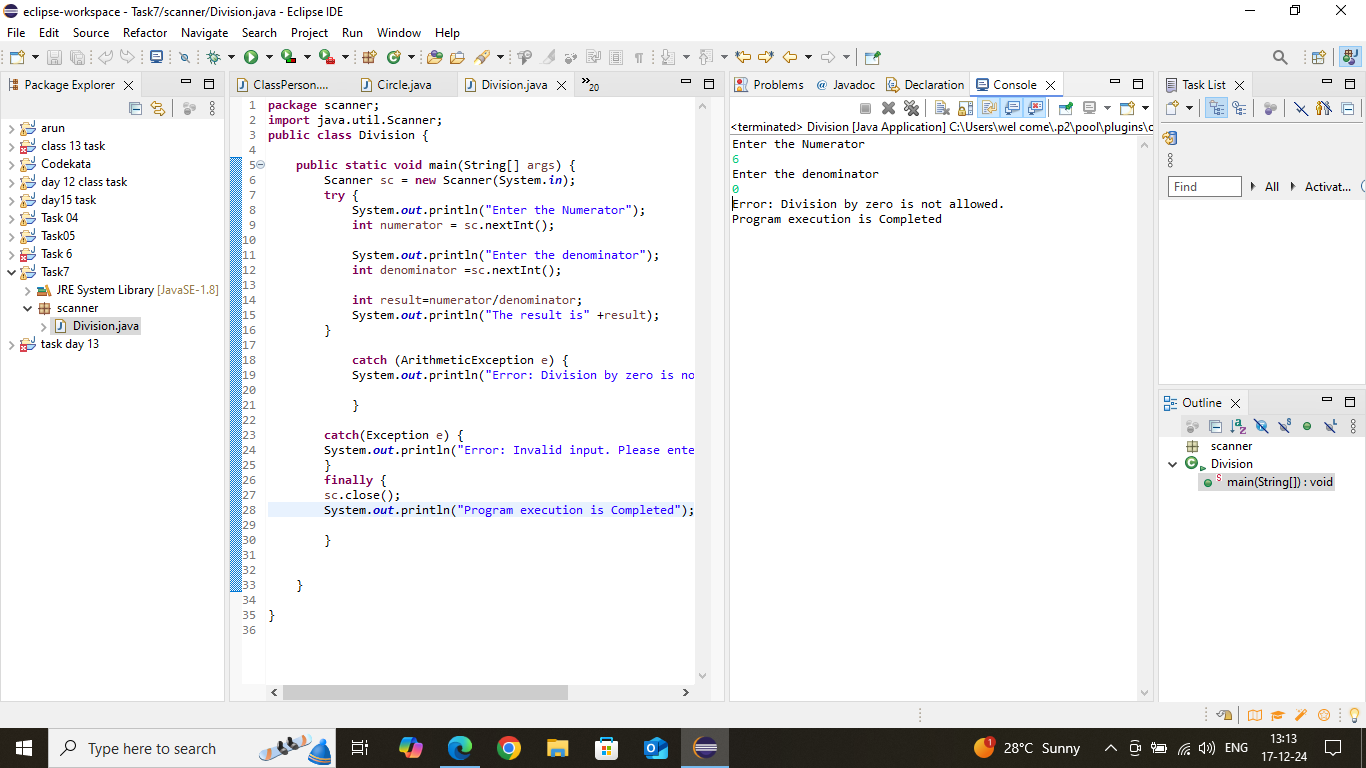 eclipse-workspace - Task7/scanner/Division.java - Eclipse IDE
File Edit Source Refactor Navigate Search Project Run Window Help
Package Explorer
arun
class 13 task
Codekata
day 12 class task
day15 task
Task 04
Task05
Task 6
Task7
JRE System Library [JavaSE-1.8]
scanner
Division.java
task day 13
ClassPerson.... Circle.java Division.java 20
1 package scanner;
2 import java.util.Scanner;
3 public class Division {
4
5 public static void main(String[] args) {
6 Scanner sc = new Scanner(System.in);
7 try {
8 System.out.println("Enter the Numerator");
9 int numerator = sc.nextInt();
10
11 System.out.println("Enter the denominator");
12 int denominator =sc.nextInt();
13
14 int result=numerator/denominator;
15 System.out.println("The result is" +result);
16 }
17
18 catch (ArithmeticException e) {
19 System.out.println("Error: Division by zero is no
20
21 }
22
23 catch(Exception e) {
24 System.out.println("Error: Invalid input. Please ente
25 }
26 finally {
27 sc.close();
28 System.out.println("Program execution is Completed");
29
30 }
31
32
33 }
34
35 }
36
Problems @ Javadoc Declaration Console
<terminated> Division [Java Application] C:\Users\wel come\.p2\pool\plugins\c
Enter the Numerator
6
Enter the denominator
0
Error: Division by zero is not allowed.
Program execution is Completed
Task List
Find All Activat...
Outline
scanner
Division
main(String[]) : void
Type here to search
1 28°C Sunny ENG 13:13
17-12-24